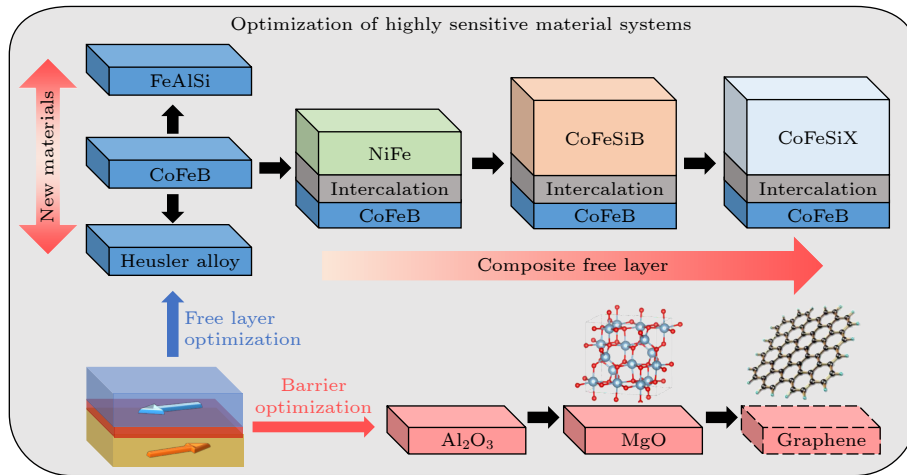 Optimization of highly sensitive material systems
New materials
FeAlSi
CoFeB
Heusler alloy
NiFe
Intercalation
CoFeB
CoFeSiB
Intercalation
CoFeB
CoFeSiX
Intercalation
CoFeB
Composite free layer
Free layer
optimization
Barrier
optimization
Al₂O₃
MgO
Graphene